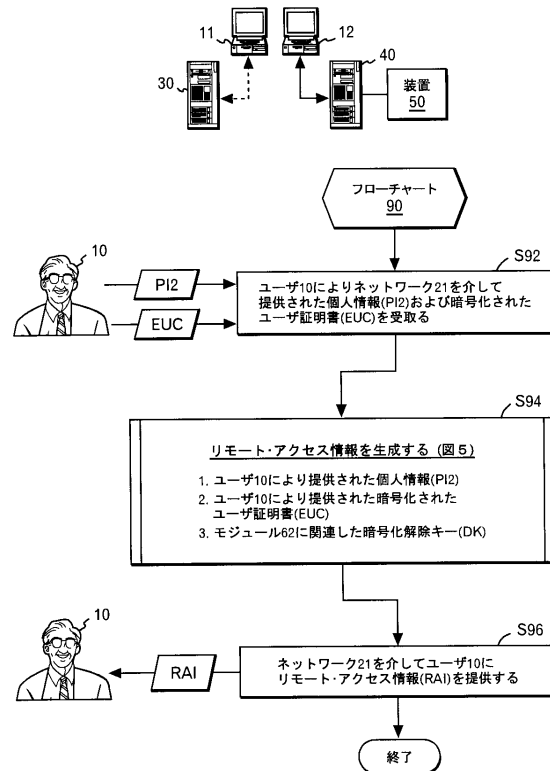 11
12
30
40
装置
50
フローチャート
90
10
S92
PI2
EUC
ユーザ10によりネットワーク21を介して
提供された個人情報(PI2)および暗号化された
ユーザ証明書(EUC)を受取る
S94
リモート・アクセス情報を生成する (図5)
1. ユーザ10により提供された個人情報(PI2)
2. ユーザ10により提供された暗号化された
ユーザ証明書(EUC)
3. モジュール62に関連した暗号化解除キー(DK)
10
S96
RAI
ネットワーク21を介してユーザ10に
リモート・アクセス情報(RAI)を提供する
終了